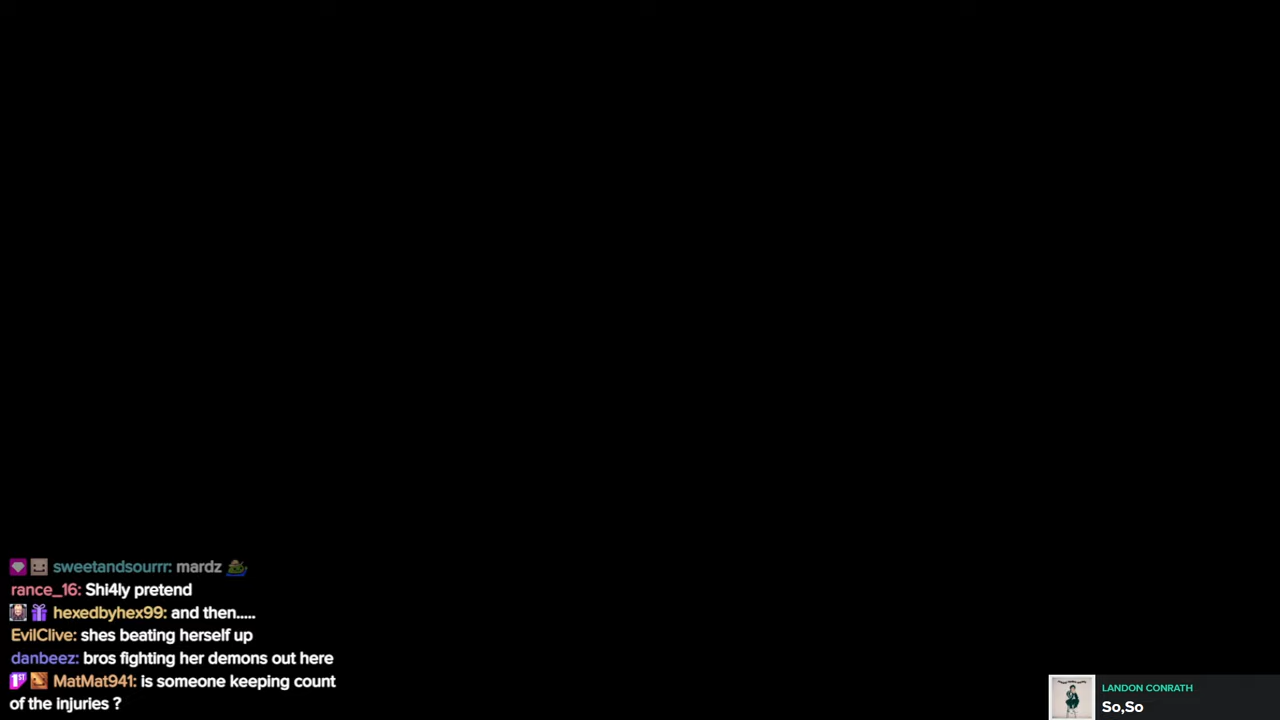 sweetandsourrr: mardz
rance_16: Shi4ly pretend
hexedbyhex99: and then.....
EvilClive: shes beating herself up
danbeez: bros fighting her demons out here
1ST MatMat941: is someone keeping count
of the injuries ?
LANDON CONRATH
So,So